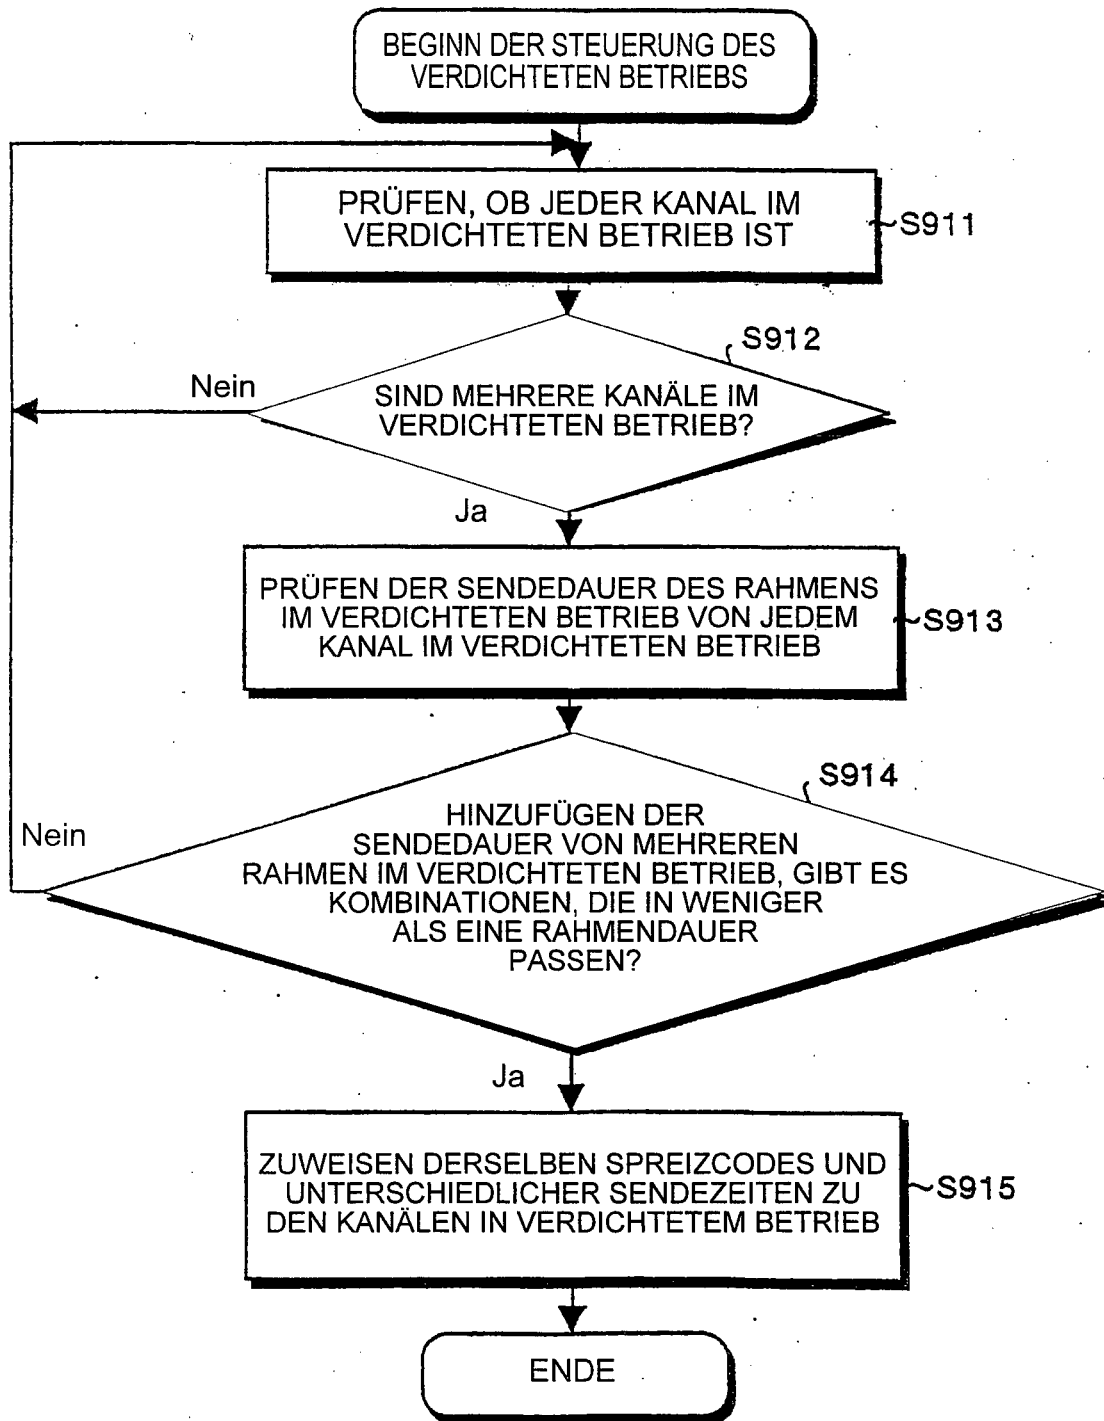 BEGINN DER STEUERUNG DES
VERDICHTETEN BETRIEBS
PRÜFEN, OB JEDER KANAL IM
VERDICHTETEN BETRIEB IST
S911
S912
Nein
SIND MEHRERE KANÄLE IM
VERDICHTETEN BETRIEB?
Ja
PRÜFEN DER SENDEDAUER DES RAHMENS
IM VERDICHTETEN BETRIEB VON JEDEM
KANAL IM VERDICHTETEN BETRIEB
S913
S914
Nein
HINZUFÜGEN DER
SENDEDAUER VON MEHREREN
RAHMEN IM VERDICHTETEN BETRIEB, GIBT ES
KOMBINATIONEN, DIE IN WENIGER
ALS EINE RAHMENDAUER
PASSEN?
Ja
ZUWEISEN DERSELBEN SPREIZCODES UND
UNTERSCHIEDLICHER SENDEZEITEN ZU
DEN KANÄLEN IN VERDICHTETEM BETRIEB
S915
ENDE